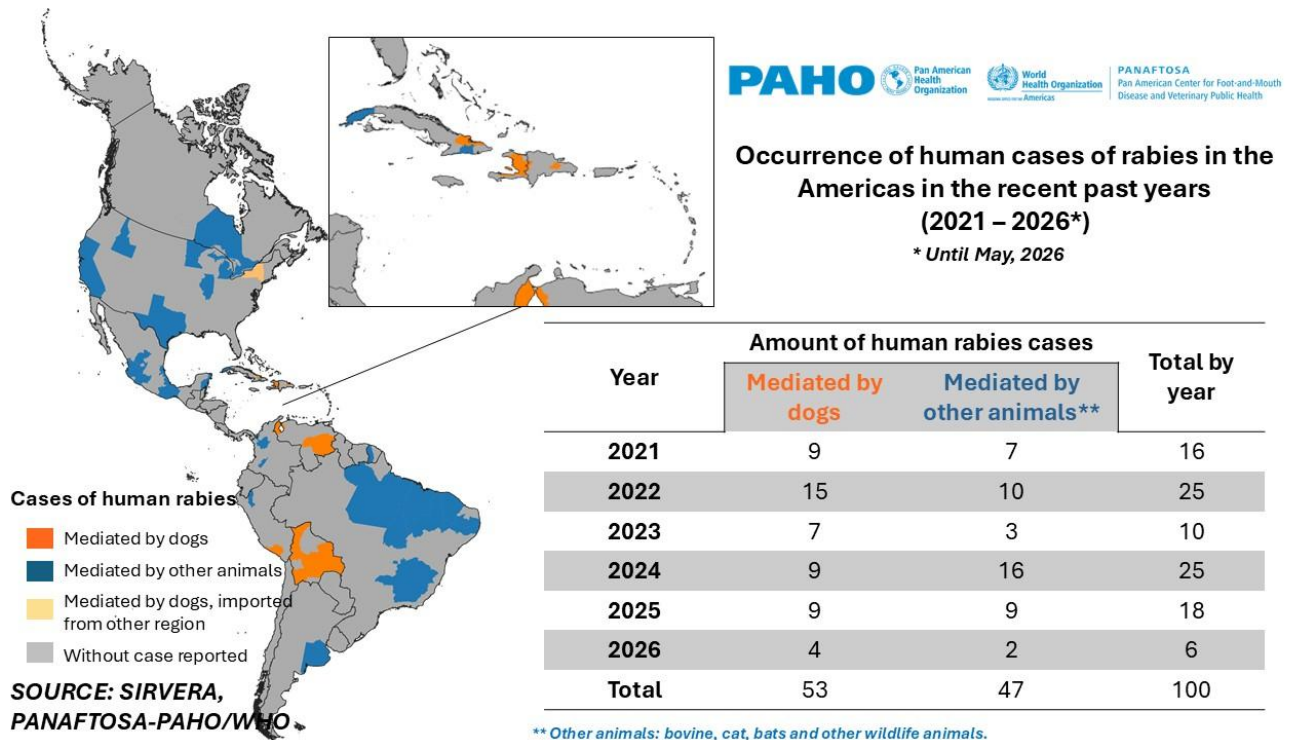 PAHO
Pan American
Health
Organization
World
Health Organization
Americas
PANAFTOSA
Pan American Center for Foot-and-Mouth
Disease and Veterinary Public Health
Occurrence of human cases of rabies in the
Americas in the recent past years
(2021 – 2026*)
* Until May, 2026
Year
Amount of human rabies cases
Total by
year
Mediated by
dogs
Mediated by
other animals**
2021 9 7 16
2022 15 10 25
2023 7 3 10
2024 9 16 25
2025 9 9 18
2026 4 2 6
Total 53 47 100
** Other animals: bovine, cat, bats and other wildlife animals.
Cases of human rabies
Mediated by dogs
Mediated by other animals
Mediated by dogs, imported
from other region
Without case reported
SOURCE: SIRVERA,
PANAFTOSA-PAHO/WHO